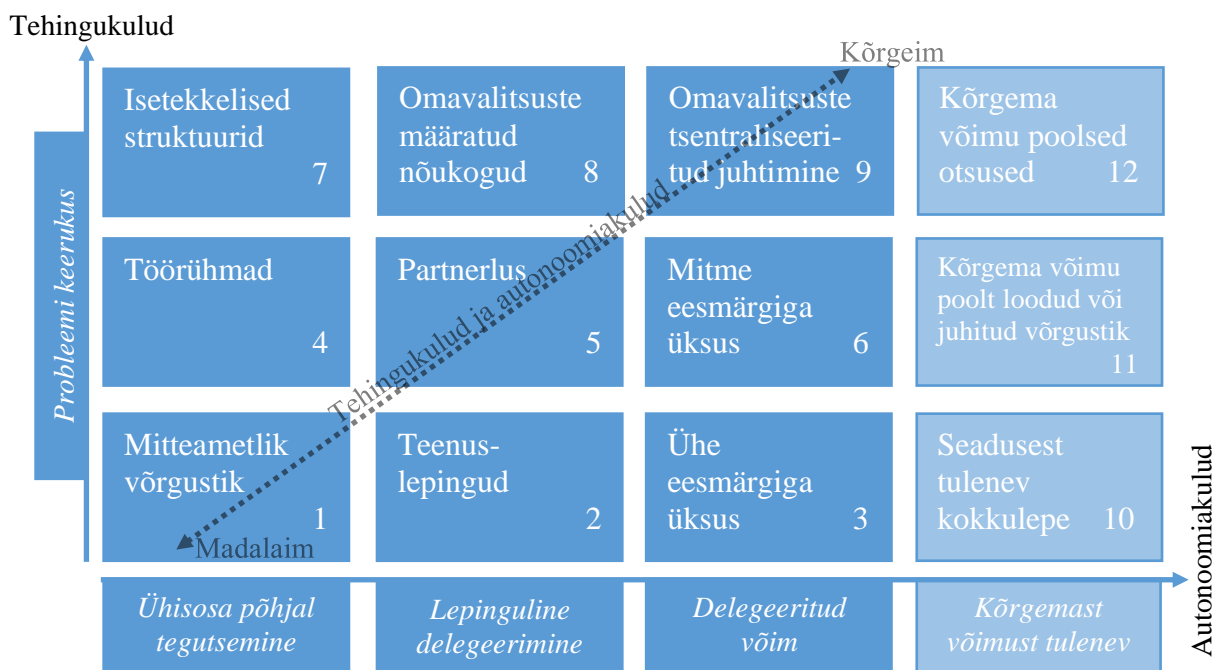 Tehingukulud
Kõrgeim
Isetekkelised
struktuurid
7
Omavalitsuste
määratud
nõukogud 8
Omavalitsuste
tsentraliseeri-
tud juhtimine 9
Kõrgema
võimu poolsed
otsused 12
Probleemi keerukus
Töörühmad
4
Partnerlus
5
Mitme
eesmärgiga
üksus 6
Kõrgema võimu
poolt loodud või
juhitud võrgustik
11
Tehingukulud ja autonoomiakulud
Mitteametlik
võrgustik
1
Teenus-
lepingud
2
Ühe
eesmärgiga
üksus 3
Seadusest
tulenev
kokkulepe 10
Madalaim
Autonoomiakulud
Ühisosa põhjal
tegutsemine
Lepinguline
delegeerimine
Delegeeritud
võim
Kõrgemast
võimust tulenev